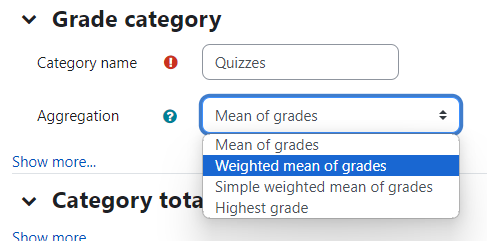 Grade category
Category name ! Quizzes
Aggregation ? Mean of grades
Mean of grades
Weighted mean of grades
Show more...
Simple weighted mean of grades
Category tota
Highest grade
Show more